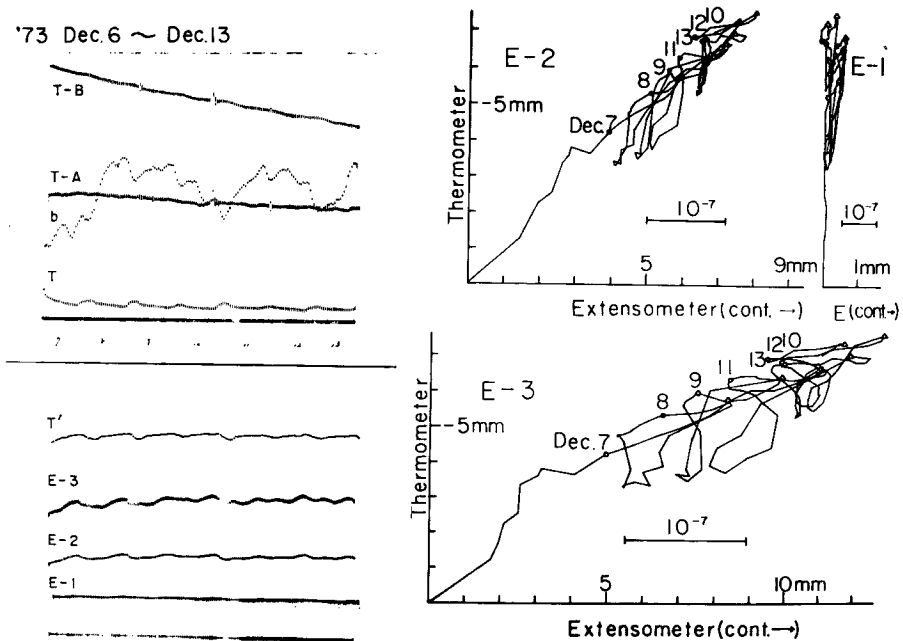 '73 Dec. 6 ~ Dec. 13
T-B
T-A
b
T
T'
E-3
E-2
E-1
E-2
Thermometer
5mm
Dec. 7
8
9
11
13
12
10
10⁻⁷
5
9mm
Extensometer (cont. →)
E-1
10⁻⁷
1mm
E (cont→)
E-3
Thermometer
5mm
Dec. 7
8
9
11
13
12
10
10⁻⁷
5
10mm
Extensometer (cont.→)